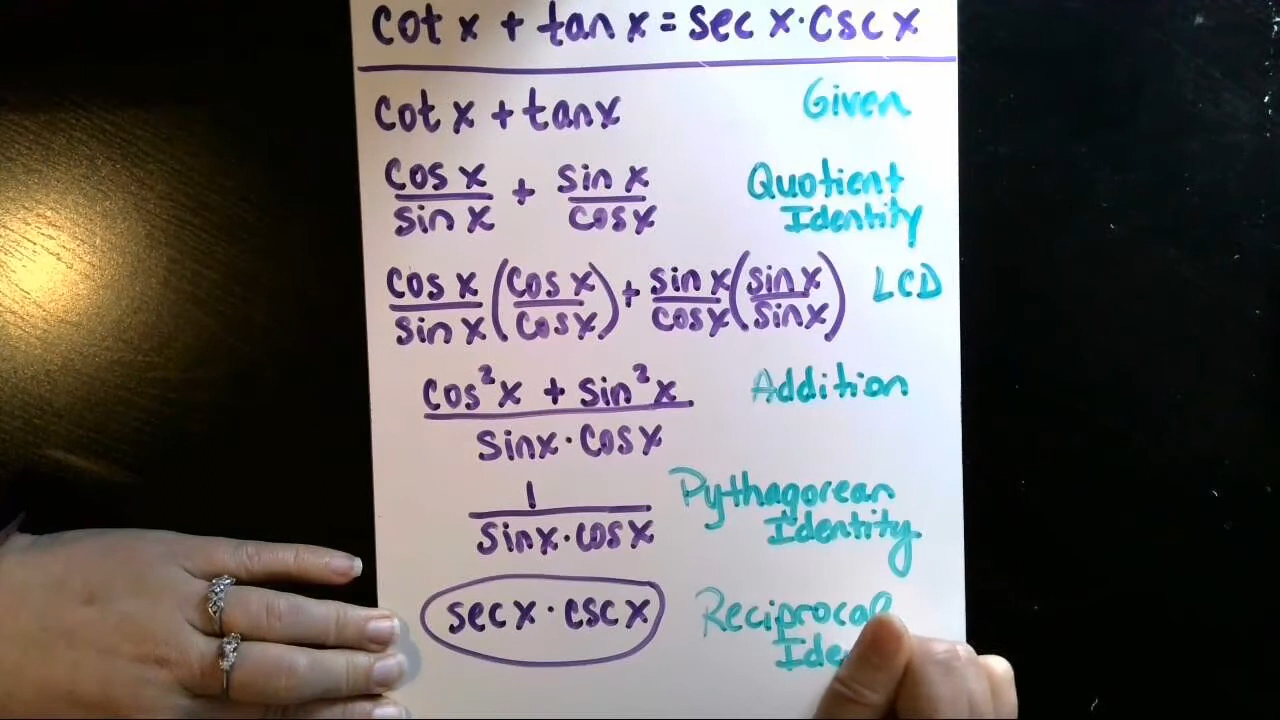 cot x + tan x = sec x · csc x
cot x + tan x Given
cos x / sin x + sin x / cos x Quotient
Identity
cos x / sin x (cos x / cos x) + sin x / cos x (sin x / sin x) LCD
cos²x + sin²x Addition
sin x · cos x
1 Pythagorean
sin x · cos x Identity
sec x · csc x Reciprocal
Ide